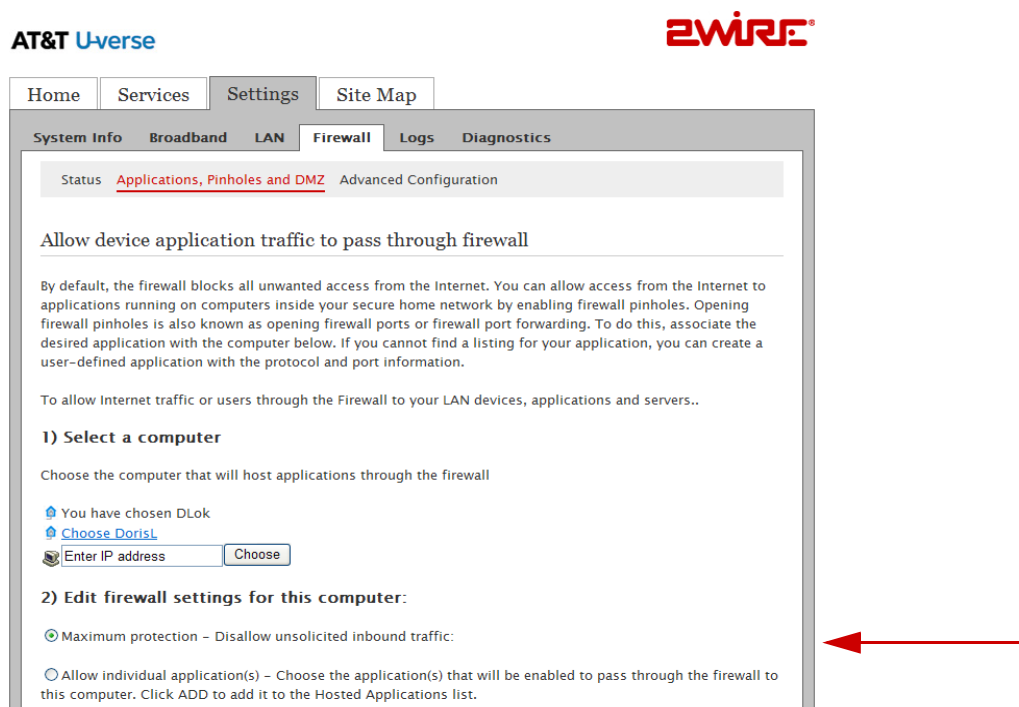 AT&T U-verse
2WIRE®
Home Services Settings Site Map
System Info Broadband LAN Firewall Logs Diagnostics
Status Applications, Pinholes and DMZ Advanced Configuration
Allow device application traffic to pass through firewall
By default, the firewall blocks all unwanted access from the Internet. You can allow access from the Internet to
applications running on computers inside your secure home network by enabling firewall pinholes. Opening
firewall pinholes is also known as opening firewall ports or firewall port forwarding. To do this, associate the
desired application with the computer below. If you cannot find a listing for your application, you can create a
user-defined application with the protocol and port information.
To allow Internet traffic or users through the Firewall to your LAN devices, applications and servers..
1) Select a computer
Choose the computer that will host applications through the firewall
You have chosen DLok
Choose DorisL
Enter IP address Choose
2) Edit firewall settings for this computer:
Maximum protection – Disallow unsolicited inbound traffic:
Allow individual application(s) – Choose the application(s) that will be enabled to pass through the firewall to
this computer. Click ADD to add it to the Hosted Applications list.